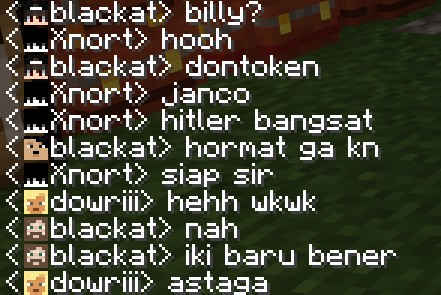 <blackat> billy?
<Xnort> hooh
<blackat> dontoken
<Xnort> janco
<Xnort> hitler bangsat
<blackat> hormat ga kn
<Xnort> siap sir
<dowriii> hehh wkwk
<blackat> nah
<blackat> iki baru bener
<dowriii> astaga